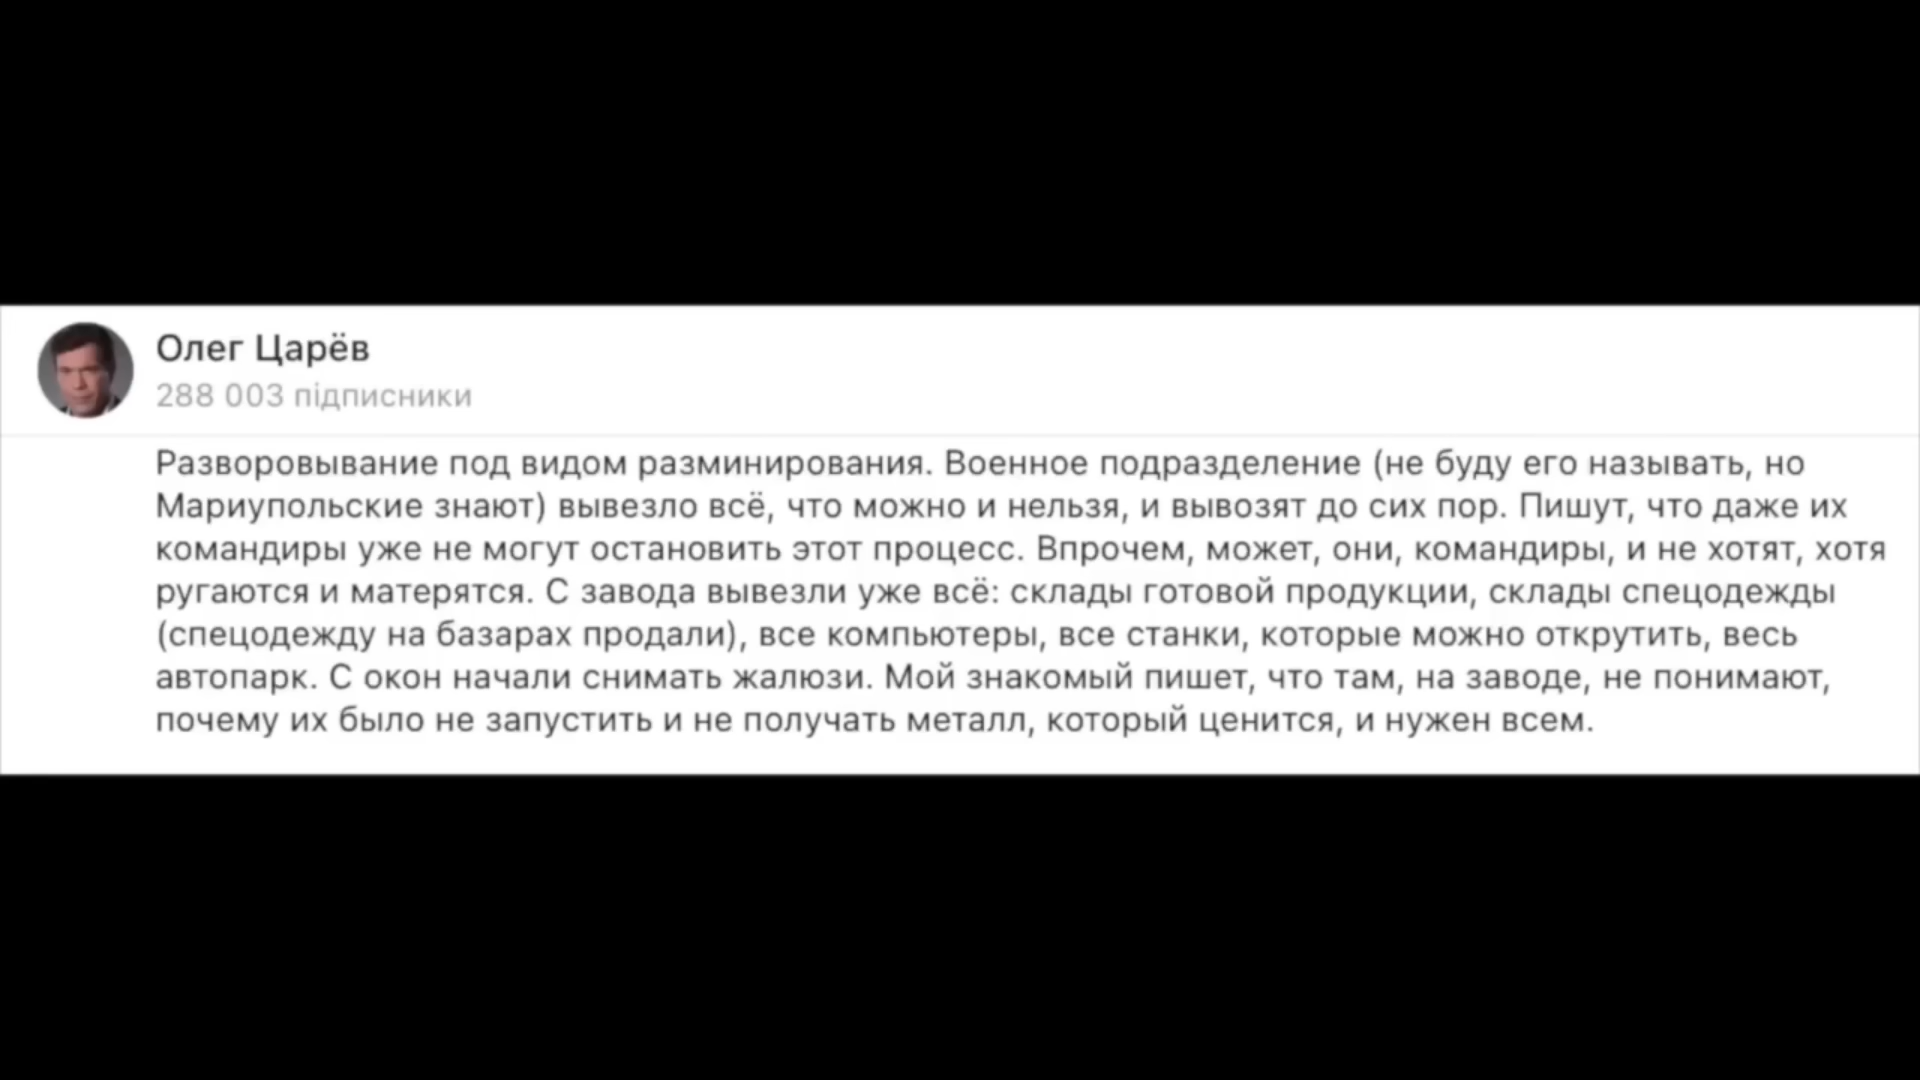 Олег Царёв
288 003 підписники
Разворовывание под видом разминирования. Военное подразделение (не буду его называть, но
Мариупольские знают) вывезло всё, что можно и нельзя, и вывозят до сих пор. Пишут, что даже их
командиры уже не могут остановить этот процесс. Впрочем, может, они, командиры, и не хотят, хотя
ругаются и матерятся. С завода вывезли уже всё: склады готовой продукции, склады спецодежды
(спецодежду на базарах продали), все компьютеры, все станки, которые можно открутить, весь
автопарк. С окон начали снимать жалюзи. Мой знакомый пишет, что там, на заводе, не понимают,
почему их было не запустить и не получать металл, который ценится, и нужен всем.